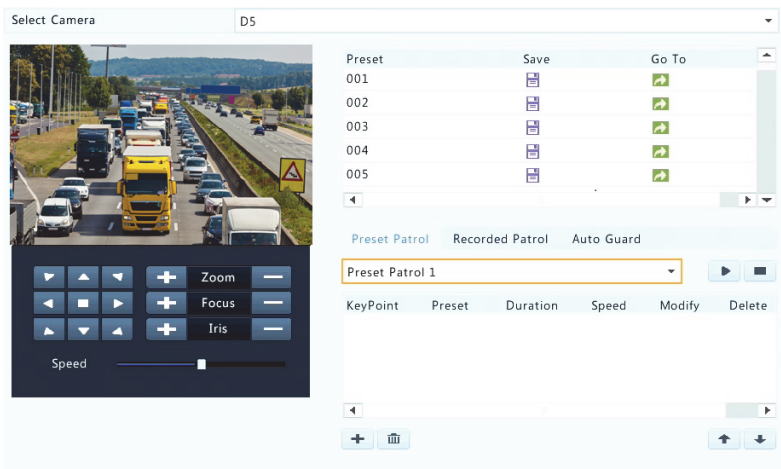 Select Camera D5
Preset Save Go To
001
002
003
004
005
Preset Patrol Recorded Patrol Auto Guard
Preset Patrol 1
KeyPoint Preset Duration Speed Modify Delete
Zoom
Focus
Iris
Speed